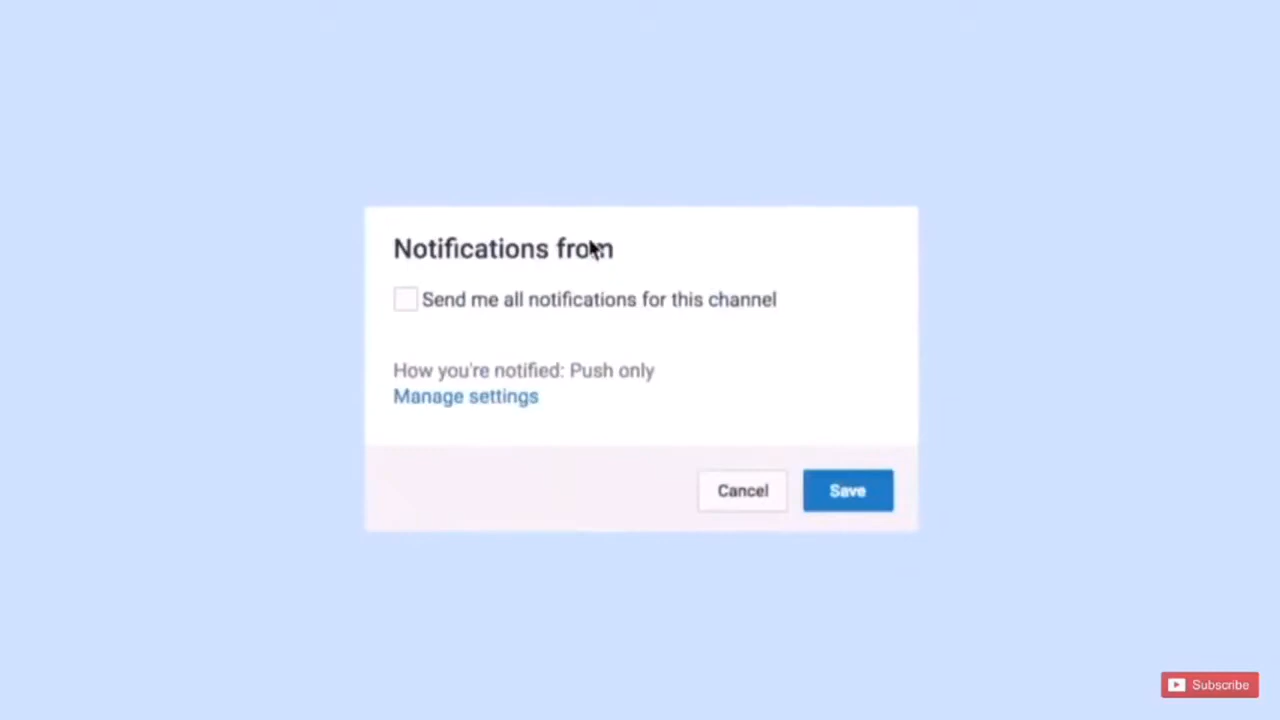 Notifications from
Send me all notifications for this channel
How you're notified: Push only
Manage settings
Cancel
Save
Subscribe